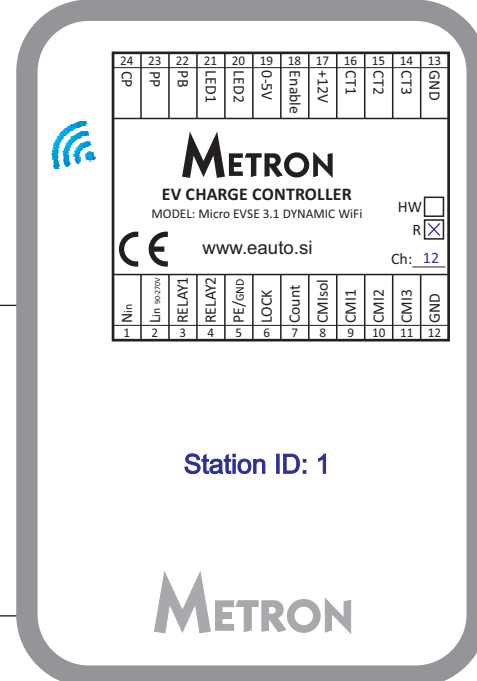 24 23 22 21 20 19 18 17 16 15 14 13
CP PP PB LED1 LED2 0-5V Enable +12V CT1 CT2 CT3 GND
METRON
EV CHARGE CONTROLLER
MODEL: Micro EVSE 3.1 DYNAMIC WiFi
HW
R
CE www.eauto.si
Ch: 12
Nin Lin 90-270V RELAY1 RELAY2 PE/GND LOCK Count CMIsol CMI1 CMI2 CMI3 GND
1 2 3 4 5 6 7 8 9 10 11 12
Station ID: 1
METRON